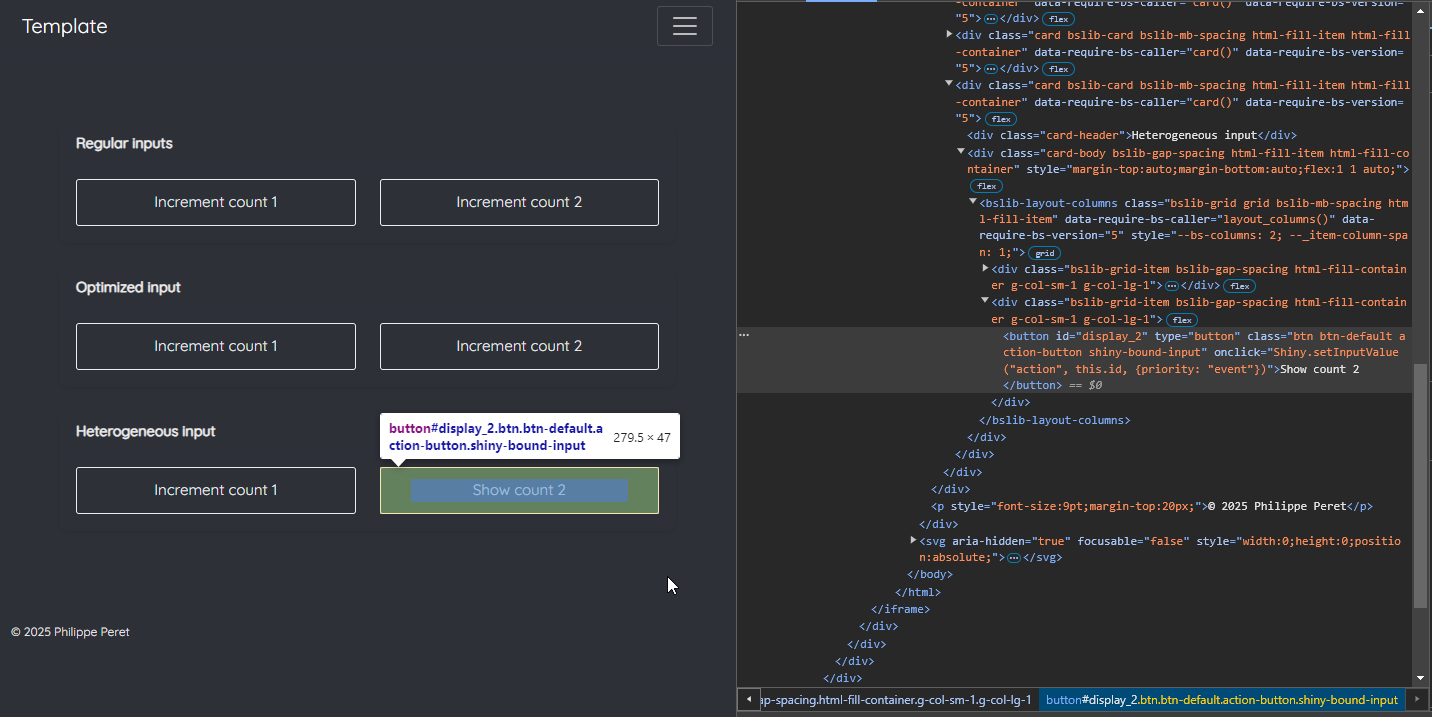 Template
Regular inputs
Increment count 1
Increment count 2
Optimized input
Increment count 1
Increment count 2
Heterogeneous input
button#display_2.btn.btn-default.a
ction-button.shiny-bound-input
279.5 × 47
Increment count 1
Show count 2
© 2025 Philippe Peret
-container" data-require-bs-caller="card()" data-require-bs-version=
"5">⋯</div> flex
<div class="card bslib-card bslib-mb-spacing html-fill-item html-fill
-container" data-require-bs-caller="card()" data-require-bs-version=
"5">⋯</div> flex
<div class="card bslib-card bslib-mb-spacing html-fill-item html-fill
-container" data-require-bs-caller="card()" data-require-bs-version=
"5"> flex
<div class="card-header">Heterogeneous input</div>
<div class="card-body bslib-gap-spacing html-fill-item html-fill-co
ntainer" style="margin-top:auto;margin-bottom:auto;flex:1 1 auto;">
flex
<bslib-layout-columns class="bslib-grid grid bslib-mb-spacing htm
l-fill-item" data-require-bs-caller="layout_columns()" data-
require-bs-version="5" style="--bs-columns: 2; --_item-column-spa
n: 1;"> grid
<div class="bslib-grid-item bslib-gap-spacing html-fill-contain
er g-col-sm-1 g-col-lg-1">⋯</div> flex
<div class="bslib-grid-item bslib-gap-spacing html-fill-contain
er g-col-sm-1 g-col-lg-1"> flex
⋯ <button id="display_2" type="button" class="btn btn-default a
ction-button shiny-bound-input" onclick="Shiny.setInputValue
("action", this.id, {priority: "event"})">Show count 2
</button> == $0
</div>
</bslib-layout-columns>
</div>
</div>
</div>
</div>
<p style="font-size:9pt;margin-top:20px;">© 2025 Philippe Peret</p>
</div>
<svg aria-hidden="true" focusable="false" style="width:0;height:0;positio
n:absolute;">⋯</svg>
</body>
</html>
</iframe>
</div>
</div>
</div>
</div>
ap-spacing.html-fill-container.g-col-sm-1.g-col-lg-1 button#display_2.btn.btn-default.action-button.shiny-bound-input